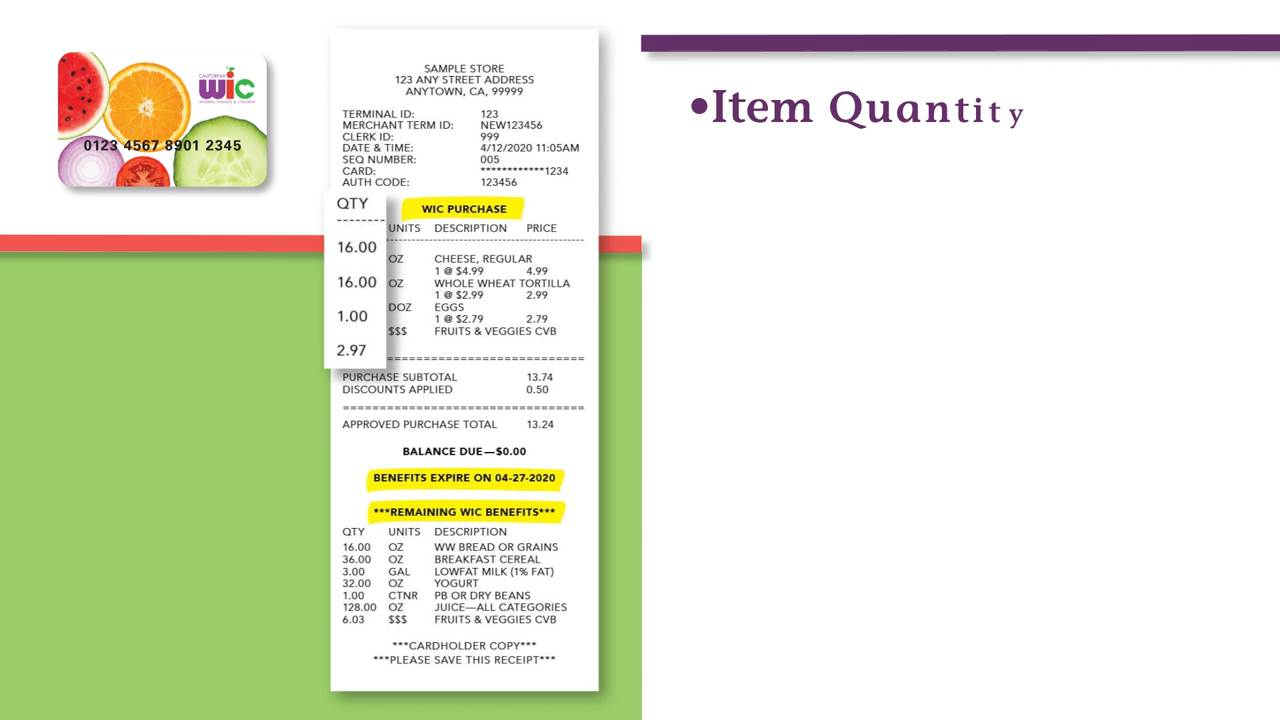 CALIFORNIA
wic
WOMEN, INFANTS & CHILDREN
0123 4567 8901 2345
SAMPLE STORE
123 ANY STREET ADDRESS
ANYTOWN, CA, 99999
TERMINAL ID: 123
MERCHANT TERM ID: NEW123456
CLERK ID: 999
DATE & TIME: 4/12/2020 11:05AM
SEQ NUMBER: 005
CARD: ************1234
AUTH CODE: 123456
WIC PURCHASE
QTY UNITS DESCRIPTION PRICE
16.00 OZ CHEESE, REGULAR
1 @ $4.99 4.99
16.00 OZ WHOLE WHEAT TORTILLA
1 @ $2.99 2.99
1.00 DOZ EGGS
1 @ $2.79 2.79
2.97 $$$ FRUITS & VEGGIES CVB
PURCHASE SUBTOTAL 13.74
DISCOUNTS APPLIED 0.50
APPROVED PURCHASE TOTAL 13.24
BALANCE DUE—$0.00
BENEFITS EXPIRE ON 04-27-2020
***REMAINING WIC BENEFITS***
QTY UNITS DESCRIPTION
16.00 OZ WW BREAD OR GRAINS
36.00 OZ BREAKFAST CEREAL
3.00 GAL LOWFAT MILK (1% FAT)
32.00 OZ YOGURT
1.00 CTNR PB OR DRY BEANS
128.00 OZ JUICE—ALL CATEGORIES
6.03 $$$ FRUITS & VEGGIES CVB
***CARDHOLDER COPY***
***PLEASE SAVE THIS RECEIPT***
•Item Quantity